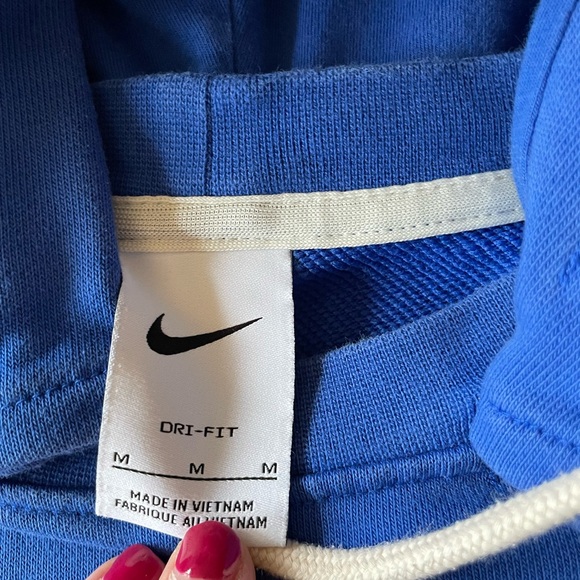 DRI-FIT
M M M
MADE IN VIETNAM
FABRIQUE AU VIETNAM